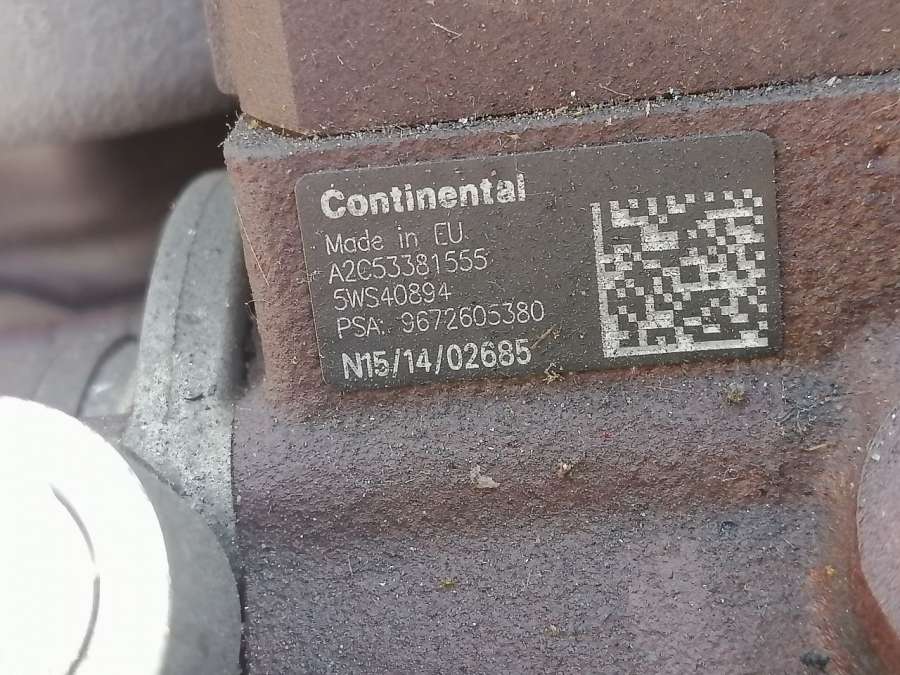 Continental
Made in EU
A2C53381555
5WS40894
PSA: 9672605380
N15/14/02685